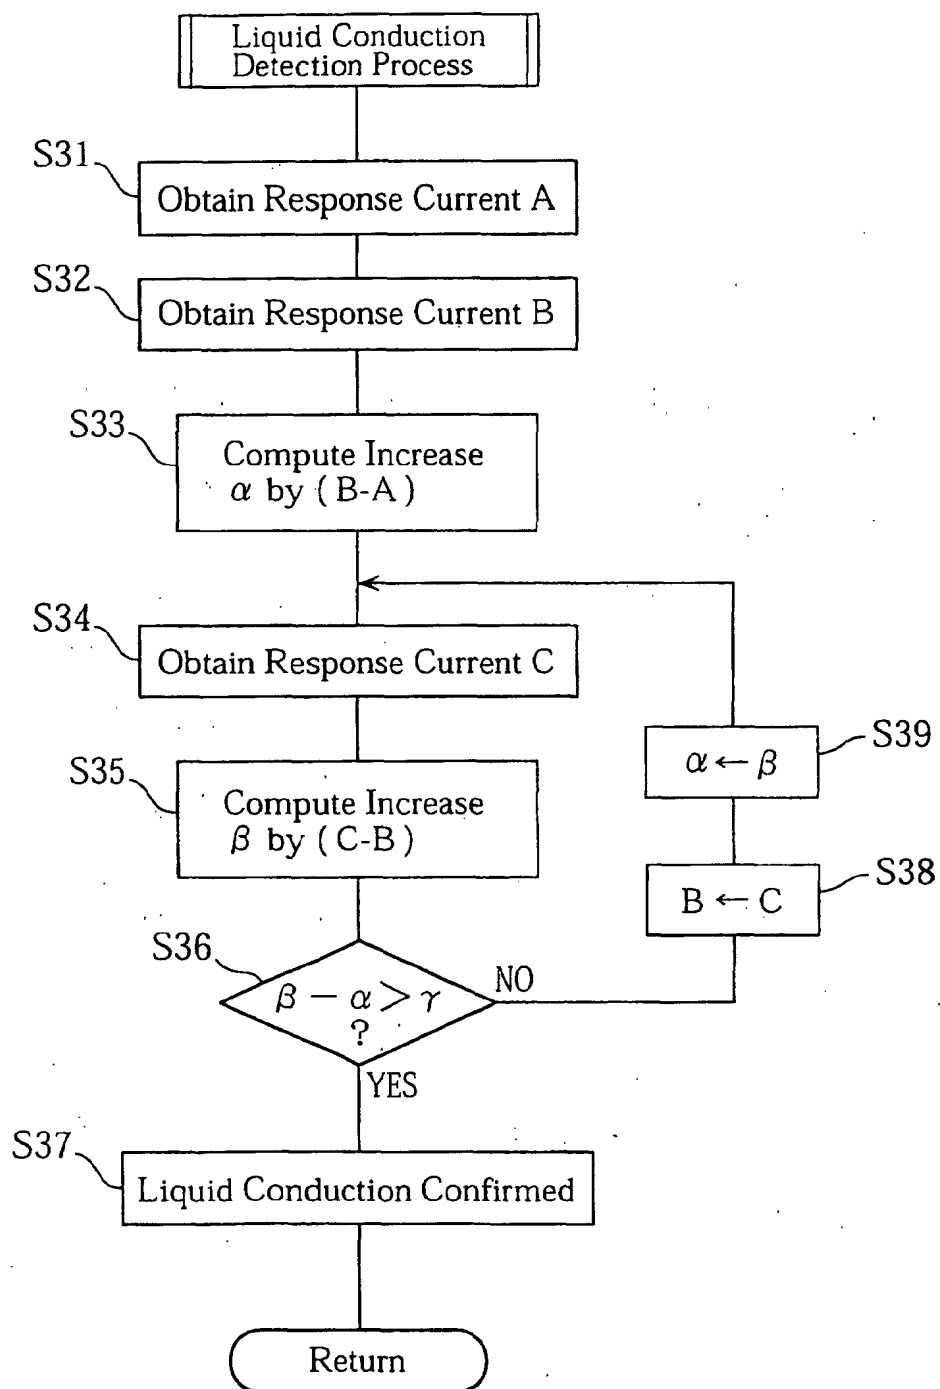 Liquid Conduction
Detection Process
S31
Obtain Response Current A
S32
Obtain Response Current B
S33
Compute Increase
α by ( B-A )
S34
Obtain Response Current C
S35
Compute Increase
β by ( C-B )
S39
α ← β
S38
B ← C
S36
β − α > γ
?
NO
YES
S37
Liquid Conduction Confirmed
Return